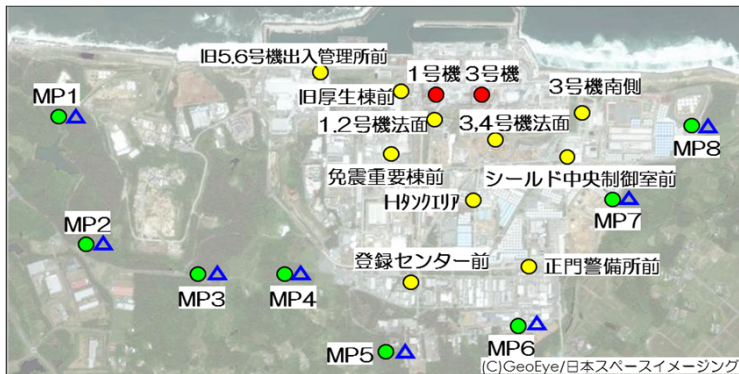 旧5.6号機出入管理所前
1号機
3号機
MP1
旧厚生棟前
3号機南側
1.2号機法面
3,4号機法面
MP8
免震重要棟前
シールド中央制御室前
Hタンクエリア
MP7
MP2
登録センター前
正門警備所前
MP3
MP4
MP5
MP6
(C)GeoEye/日本スペースイメージング